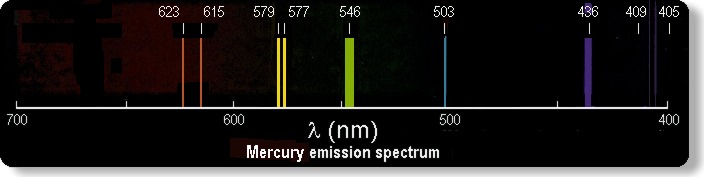 623 615 579 577 546 503 436 409 405
700 600 500 400
λ (nm)
Mercury emission spectrum